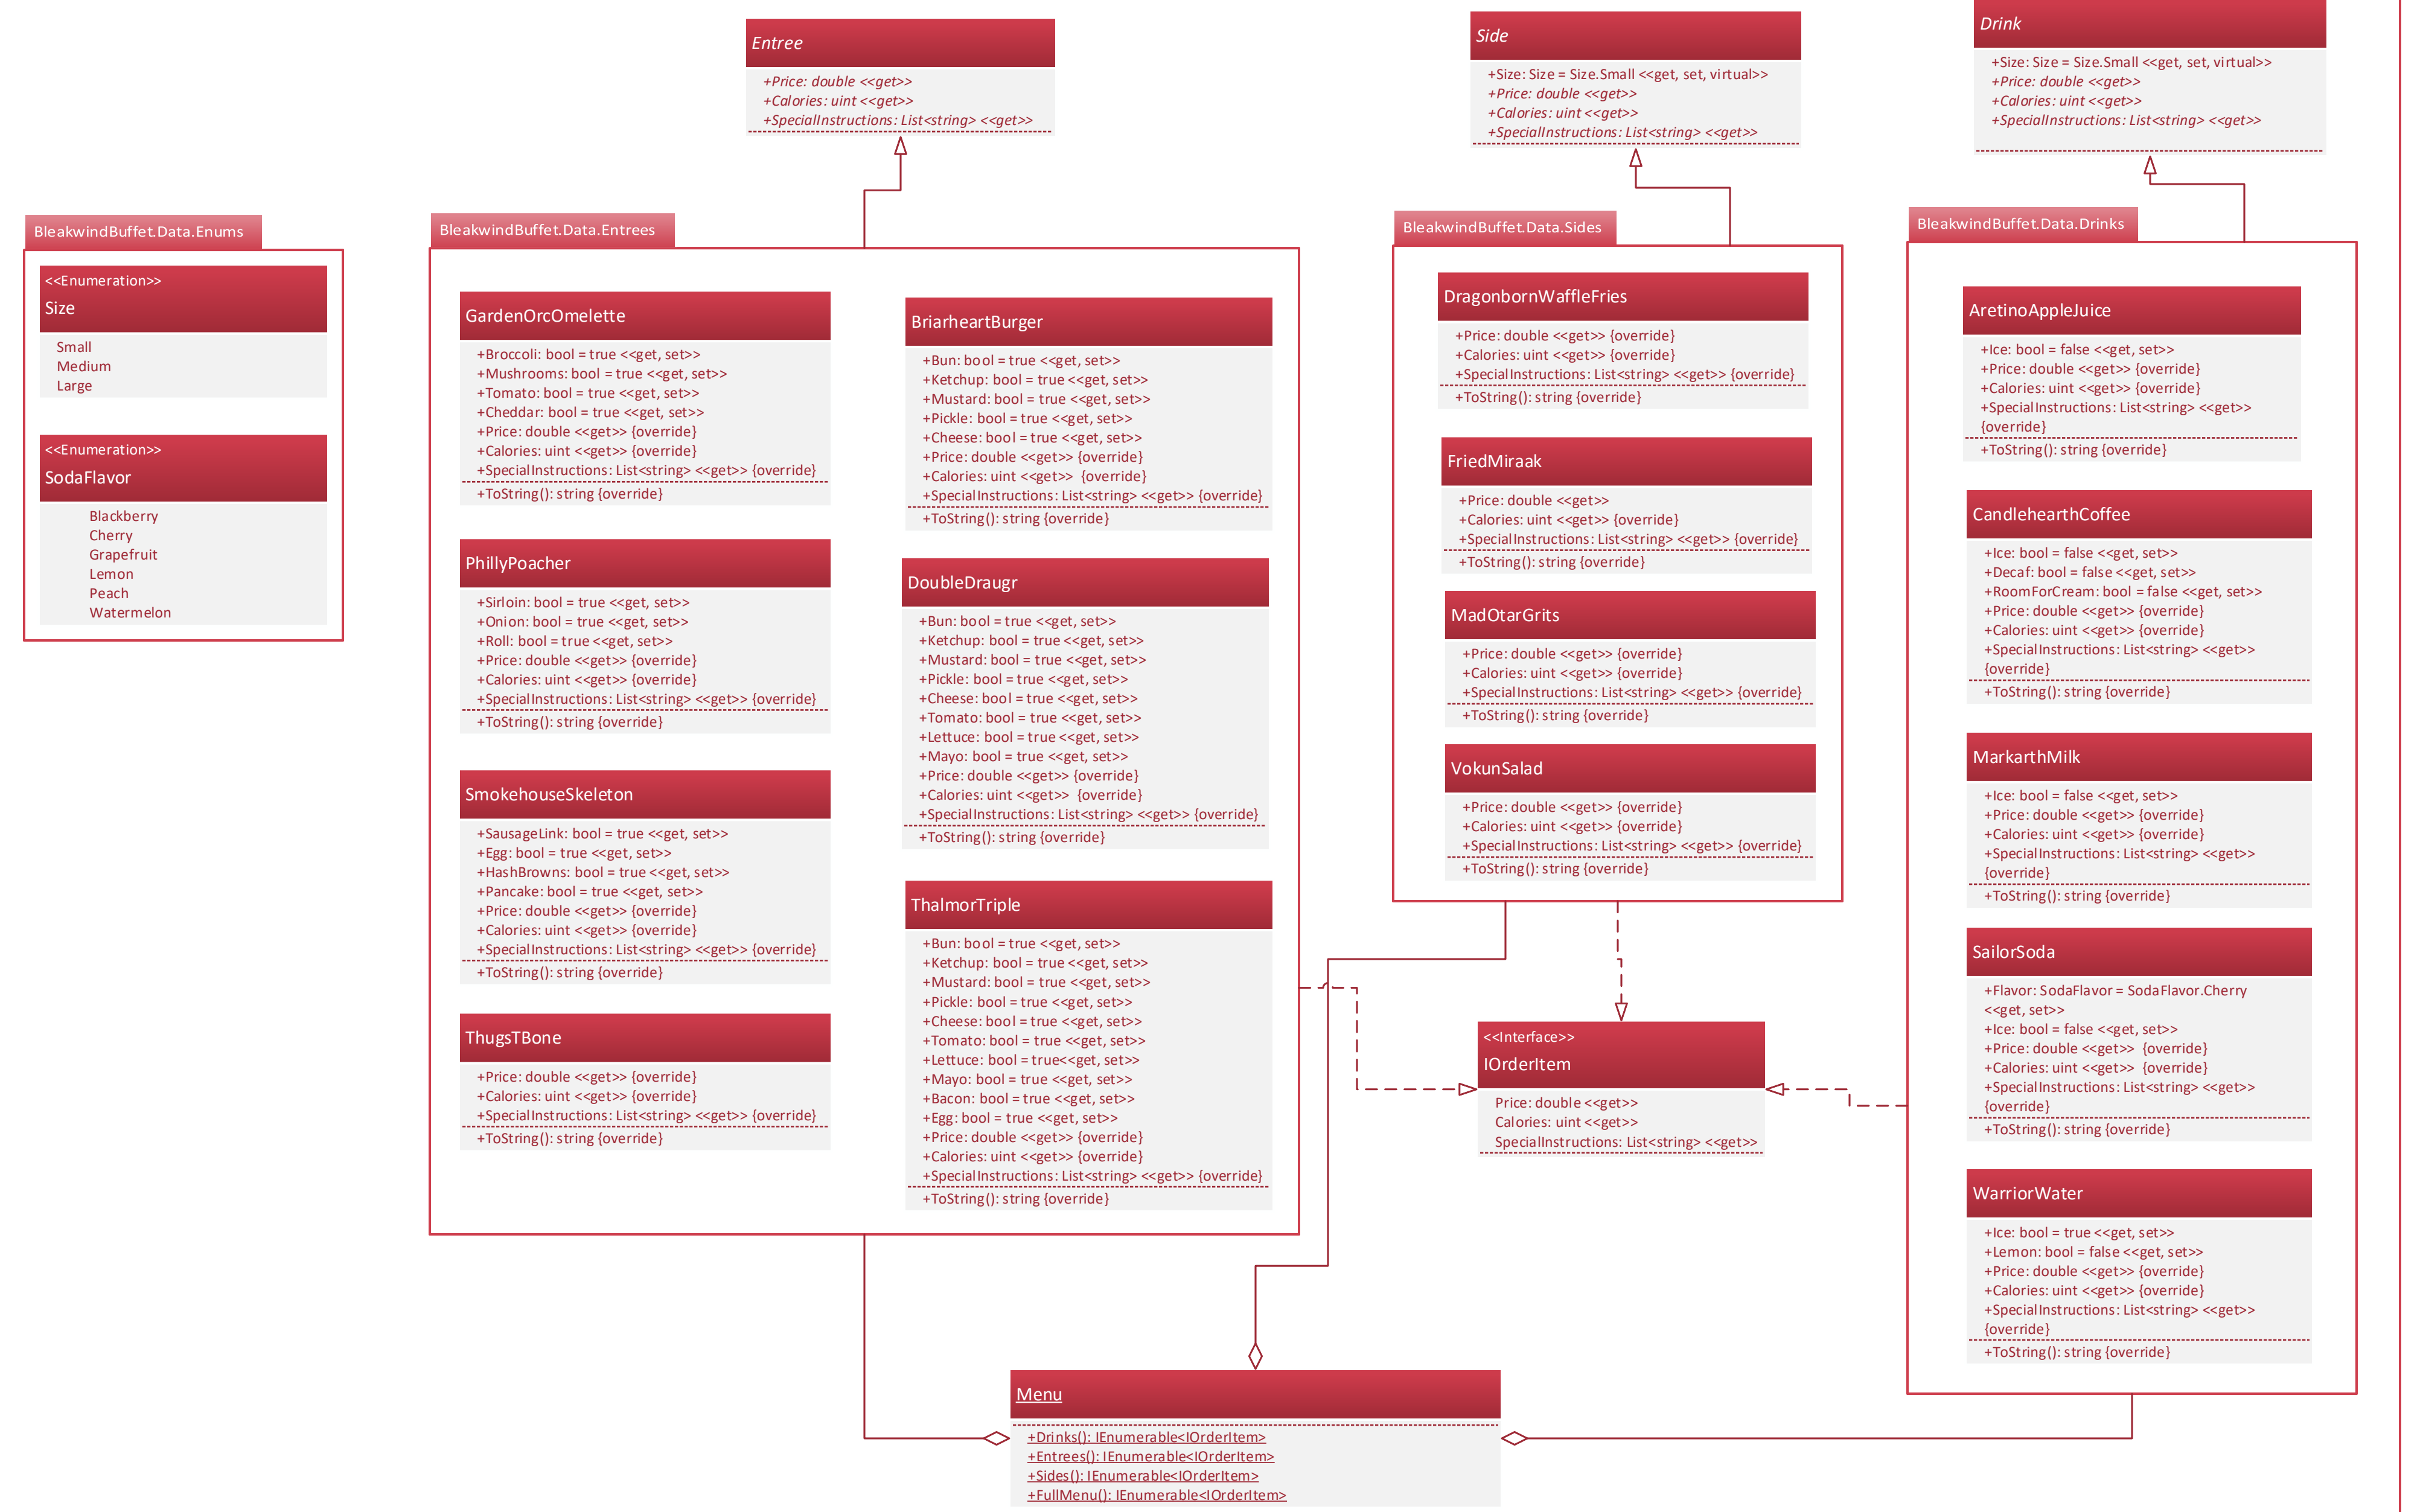 Entree
+Price: double <<get>>
+Calories: uint <<get>>
+SpecialInstructions: List<string> <<get>>
Side
+Size: Size = Size.Small <<get, set, virtual>>
+Price: double <<get>>
+Calories: uint <<get>>
+SpecialInstructions: List<string> <<get>>
Drink
+Size: Size = Size.Small <<get, set, virtual>>
+Price: double <<get>>
+Calories: uint <<get>>
+SpecialInstructions: List<string> <<get>>
BleakwindBuffet.Data.Enums
<<Enumeration>>
Size
Small
Medium
Large
<<Enumeration>>
SodaFlavor
Blackberry
Cherry
Grapefruit
Lemon
Peach
Watermelon
BleakwindBuffet.Data.Entrees
GardenOrcOmelette
+Broccoli: bool = true <<get, set>>
+Mushrooms: bool = true <<get, set>>
+Tomato: bool = true <<get, set>>
+Cheddar: bool = true <<get, set>>
+Price: double <<get>> {override}
+Calories: uint <<get>> {override}
+SpecialInstructions: List<string> <<get>> {override}
+ToString(): string {override}
PhillyPoacher
+Sirloin: bool = true <<get, set>>
+Onion: bool = true <<get, set>>
+Roll: bool = true <<get, set>>
+Price: double <<get>> {override}
+Calories: uint <<get>> {override}
+SpecialInstructions: List<string> <<get>> {override}
+ToString(): string {override}
SmokehouseSkeleton
+SausageLink: bool = true <<get, set>>
+Egg: bool = true <<get, set>>
+HashBrowns: bool = true <<get, set>>
+Pancake: bool = true <<get, set>>
+Price: double <<get>> {override}
+Calories: uint <<get>> {override}
+SpecialInstructions: List<string> <<get>> {override}
+ToString(): string {override}
ThugsTBone
+Price: double <<get>> {override}
+Calories: uint <<get>> {override}
+SpecialInstructions: List<string> <<get>> {override}
+ToString(): string {override}
BriarheartBurger
+Bun: bool = true <<get, set>>
+Ketchup: bool = true <<get, set>>
+Mustard: bool = true <<get, set>>
+Pickle: bool = true <<get, set>>
+Cheese: bool = true <<get, set>>
+Price: double <<get>> {override}
+Calories: uint <<get>>  {override}
+SpecialInstructions: List<string> <<get>> {override}
+ToString(): string {override}
DoubleDraugr
+Bun: bool = true <<get, set>>
+Ketchup: bool = true <<get, set>>
+Mustard: bool = true <<get, set>>
+Pickle: bool = true <<get, set>>
+Cheese: bool = true <<get, set>>
+Tomato: bool = true <<get, set>>
+Lettuce: bool = true <<get, set>>
+Mayo: bool = true <<get, set>>
+Price: double <<get>> {override}
+Calories: uint <<get>>  {override}
+SpecialInstructions: List<string> <<get>> {override}
+ToString(): string {override}
ThalmorTriple
+Bun: bool = true <<get, set>>
+Ketchup: bool = true <<get, set>>
+Mustard: bool = true <<get, set>>
+Pickle: bool = true <<get, set>>
+Cheese: bool = true <<get, set>>
+Tomato: bool = true <<get, set>>
+Lettuce: bool = true<<get, set>>
+Mayo: bool = true <<get, set>>
+Bacon: bool = true <<get, set>>
+Egg: bool = true <<get, set>>
+Price: double <<get>> {override}
+Calories: uint <<get>> {override}
+SpecialInstructions: List<string> <<get>> {override}
+ToString(): string {override}
BleakwindBuffet.Data.Sides
DragonbornWaffleFries
+Price: double <<get>> {override}
+Calories: uint <<get>> {override}
+SpecialInstructions: List<string> <<get>> {override}
+ToString(): string {override}
FriedMiraak
+Price: double <<get>>
+Calories: uint <<get>> {override}
+SpecialInstructions: List<string> <<get>> {override}
+ToString(): string {override}
MadOtarGrits
+Price: double <<get>> {override}
+Calories: uint <<get>> {override}
+SpecialInstructions: List<string> <<get>> {override}
+ToString(): string {override}
VokunSalad
+Price: double <<get>> {override}
+Calories: uint <<get>> {override}
+SpecialInstructions: List<string> <<get>> {override}
+ToString(): string {override}
<<Interface>>
IOrderItem
Price: double <<get>>
Calories: uint <<get>>
SpecialInstructions: List<string> <<get>>
BleakwindBuffet.Data.Drinks
AretinoAppleJuice
+Ice: bool = false <<get, set>>
+Price: double <<get>> {override}
+Calories: uint <<get>> {override}
+SpecialInstructions: List<string> <<get>>
{override}
+ToString(): string {override}
CandlehearthCoffee
+Ice: bool = false <<get, set>>
+Decaf: bool = false <<get, set>>
+RoomForCream: bool = false <<get, set>>
+Price: double <<get>> {override}
+Calories: uint <<get>> {override}
+SpecialInstructions: List<string> <<get>>
{override}
+ToString(): string {override}
MarkarthMilk
+Ice: bool = false <<get, set>>
+Price: double <<get>> {override}
+Calories: uint <<get>> {override}
+SpecialInstructions: List<string> <<get>>
{override}
+ToString(): string {override}
SailorSoda
+Flavor: SodaFlavor = SodaFlavor.Cherry
<<get, set>>
+Ice: bool = false <<get, set>>
+Price: double <<get>>  {override}
+Calories: uint <<get>>  {override}
+SpecialInstructions: List<string> <<get>>
{override}
+ToString(): string {override}
WarriorWater
+Ice: bool = true <<get, set>>
+Lemon: bool = false <<get, set>>
+Price: double <<get>> {override}
+Calories: uint <<get>> {override}
+SpecialInstructions: List<string> <<get>>
{override}
+ToString(): string {override}
Menu
+Drinks(): IEnumerable<IOrderItem>
+Entrees(): IEnumerable<IOrderItem>
+Sides(): IEnumerable<IOrderItem>
+FullMenu(): IEnumerable<IOrderItem>